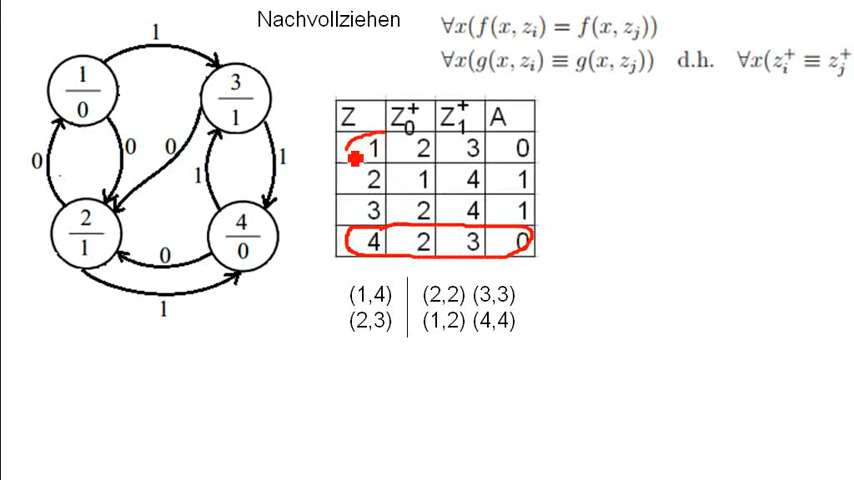 Nachvollziehen
∀x(f(x, z_i) = f(x, z_j))
∀x(g(x, z_i) ≡ g(x, z_j)) d.h. ∀x(z_i^+ ≡ z_j^+
1
1
0
3
1
0
0
0
1
1
2
1
4
0
0
1
Z Z_0^+ Z_1^+ A
1 2 3 0
2 1 4 1
3 2 4 1
4 2 3 0
(1,4) (2,2) (3,3)
(2,3) (1,2) (4,4)